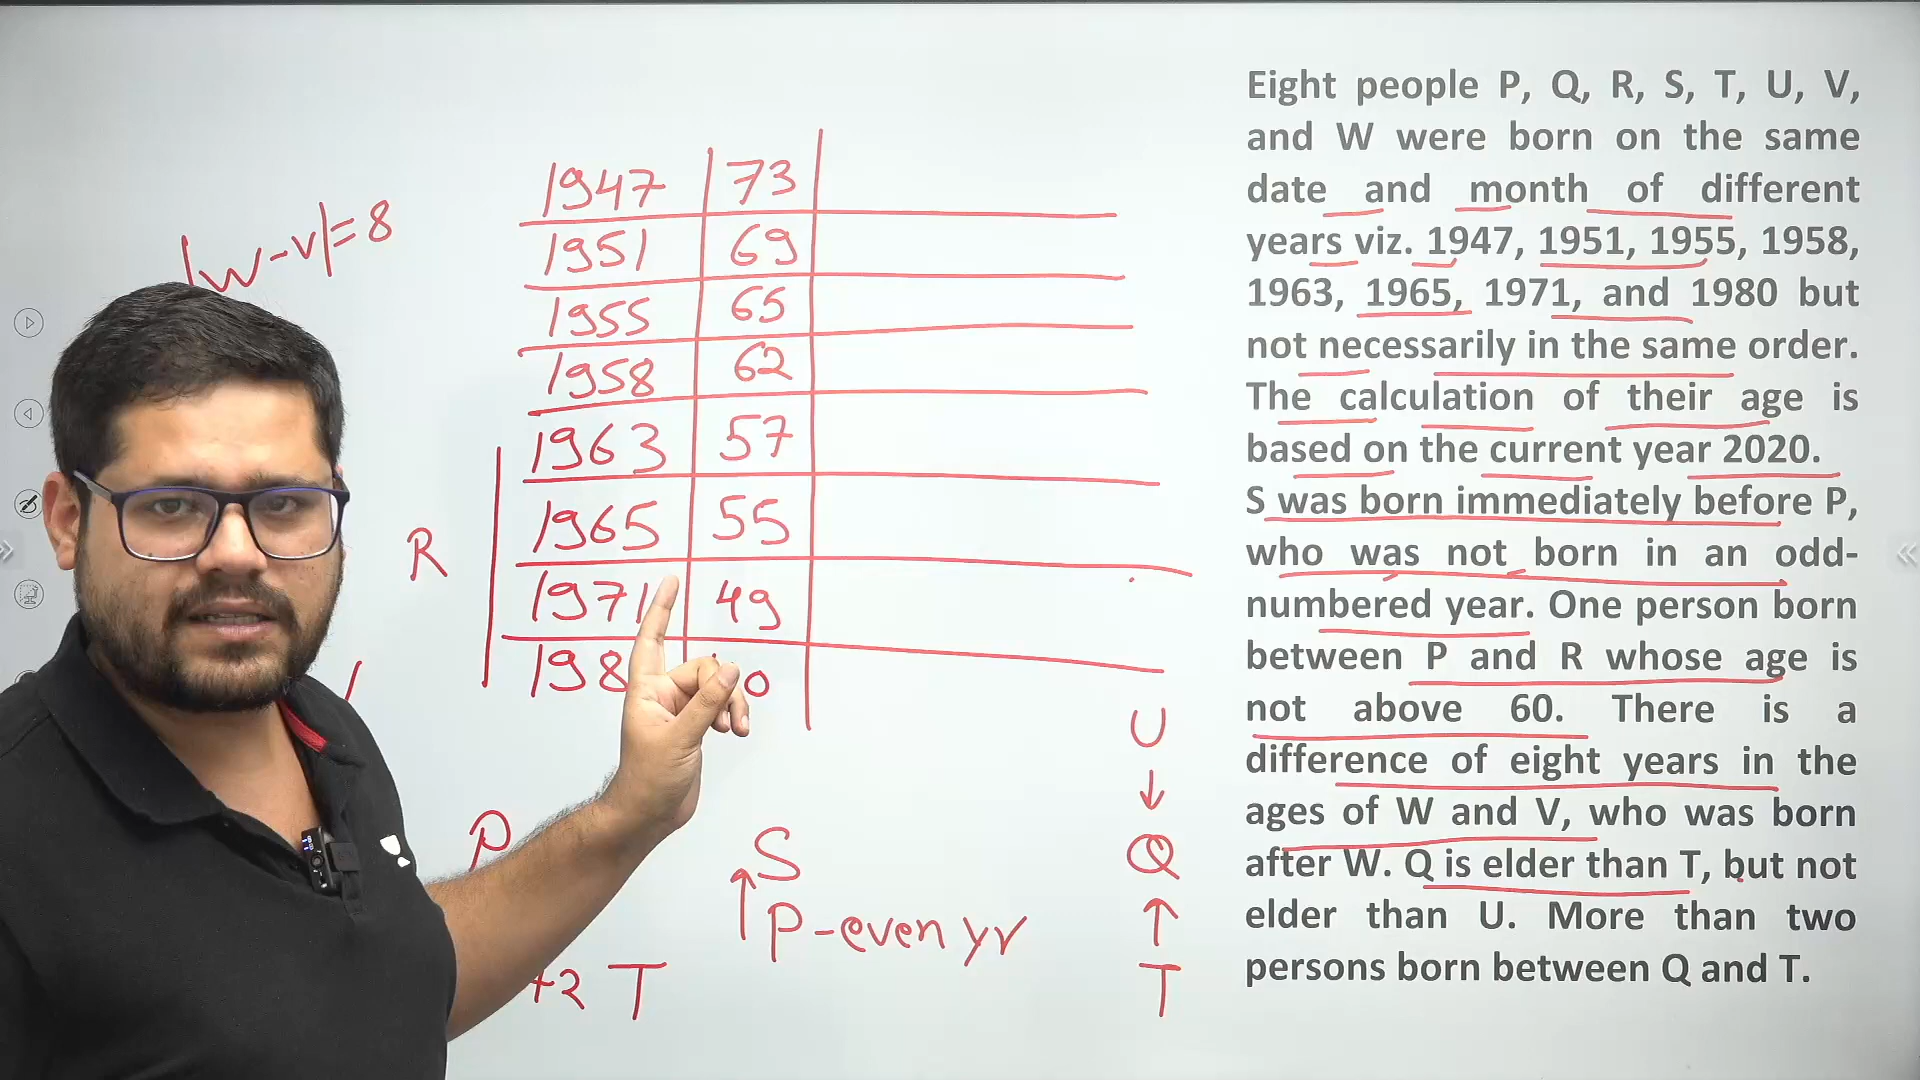 |W-V|=8
1947 73
1951 69
1955 65
1958 62
1963 57
1965 55
1971 49
R
P
S
P-even yr
+2 T
U
Q
T
Eight people P, Q, R, S, T, U, V,
and W were born on the same
date and month of different
years viz. 1947, 1951, 1955, 1958,
1963, 1965, 1971, and 1980 but
not necessarily in the same order.
The calculation of their age is
based on the current year 2020.
S was born immediately before P,
who was not born in an odd-
numbered year. One person born
between P and R whose age is
not above 60. There is a
difference of eight years in the
ages of W and V, who was born
after W. Q is elder than T, but not
elder than U. More than two
persons born between Q and T.